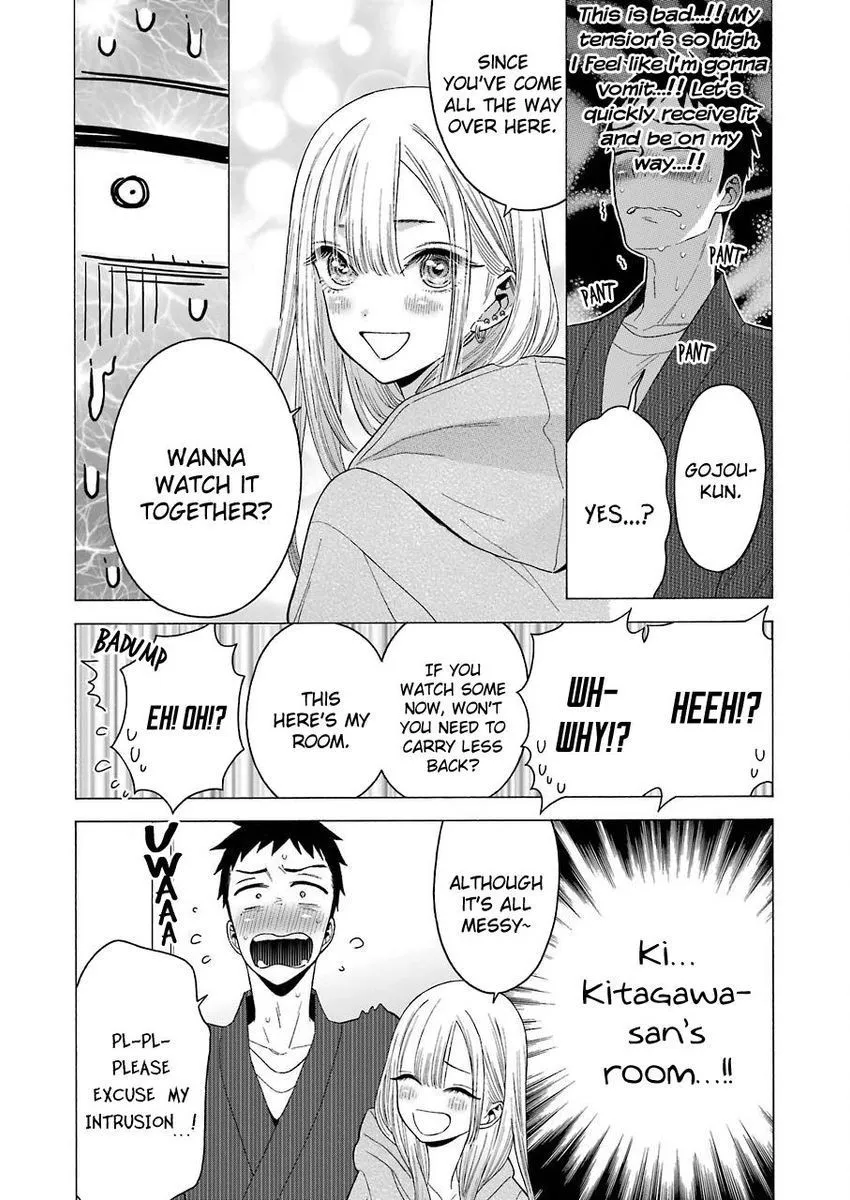 This is bad...!! My
tension's so high,
I Feel like I'm gonna
vomit...!! Let's
quickly receive it
and be on my
way...!!
PANT
PANT
PANT
GOJOU-
KUN.
YES...?
SINCE
YOU'VE COME
ALL THE WAY
OVER HERE.
WANNA
WATCH IT
TOGETHER?
HEEH!?
WH-
WHY!?
IF YOU
WATCH SOME
NOW, WON'T
YOU NEED TO
CARRY LESS
BACK?
THIS
HERE'S MY
ROOM.
BADUMP
EH! OH!?
Ki...
Kitagawa-
san's
room...!!
ALTHOUGH
IT'S ALL
MESSY~
UWAAA
PL-PL-
PLEASE
EXCUSE MY
INTRUSION
...!